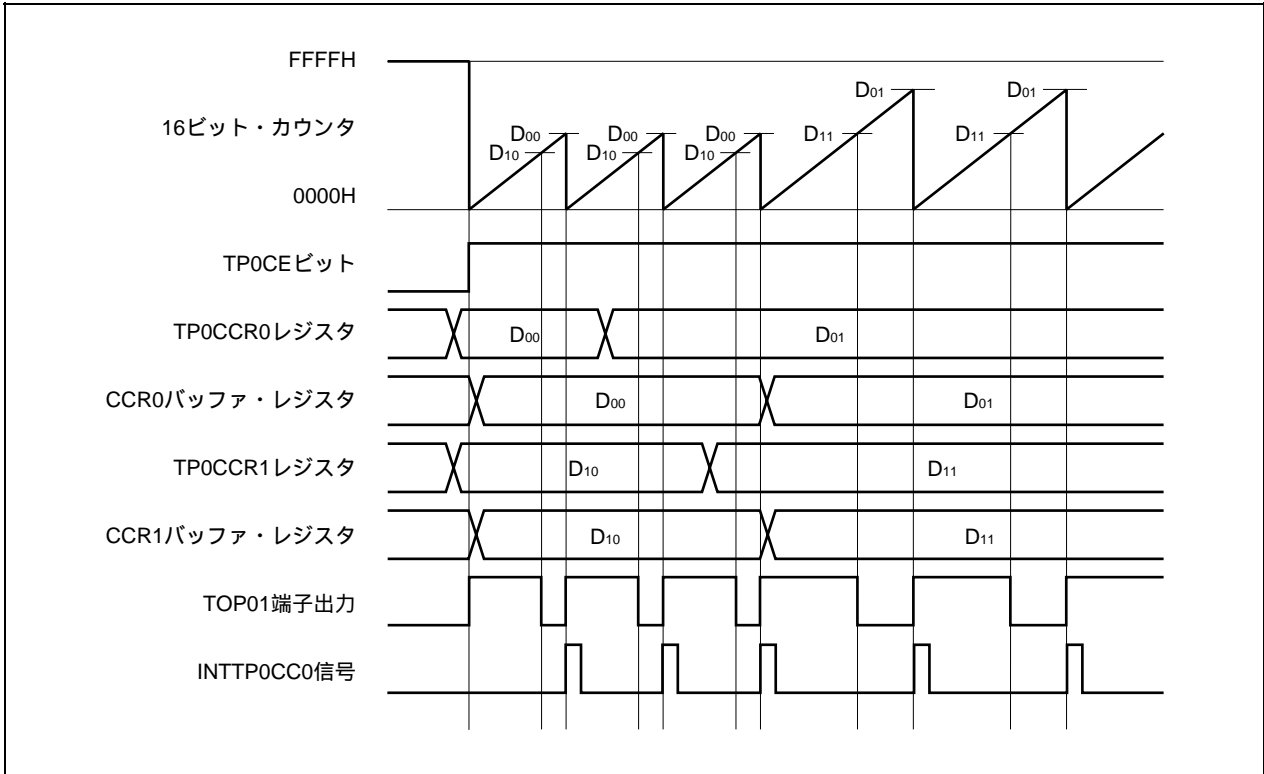 FFFFH
D01 D01
16ビット・カウンタ
D00 D00 D00 D11 D11
D10 D10 D10
0000H
TP0CEビット
TP0CCR0レジスタ D00 D01
CCR0バッファ・レジスタ D00 D01
TP0CCR1レジスタ D10 D11
CCR1バッファ・レジスタ D10 D11
TOP01端子出力
INTTP0CC0信号